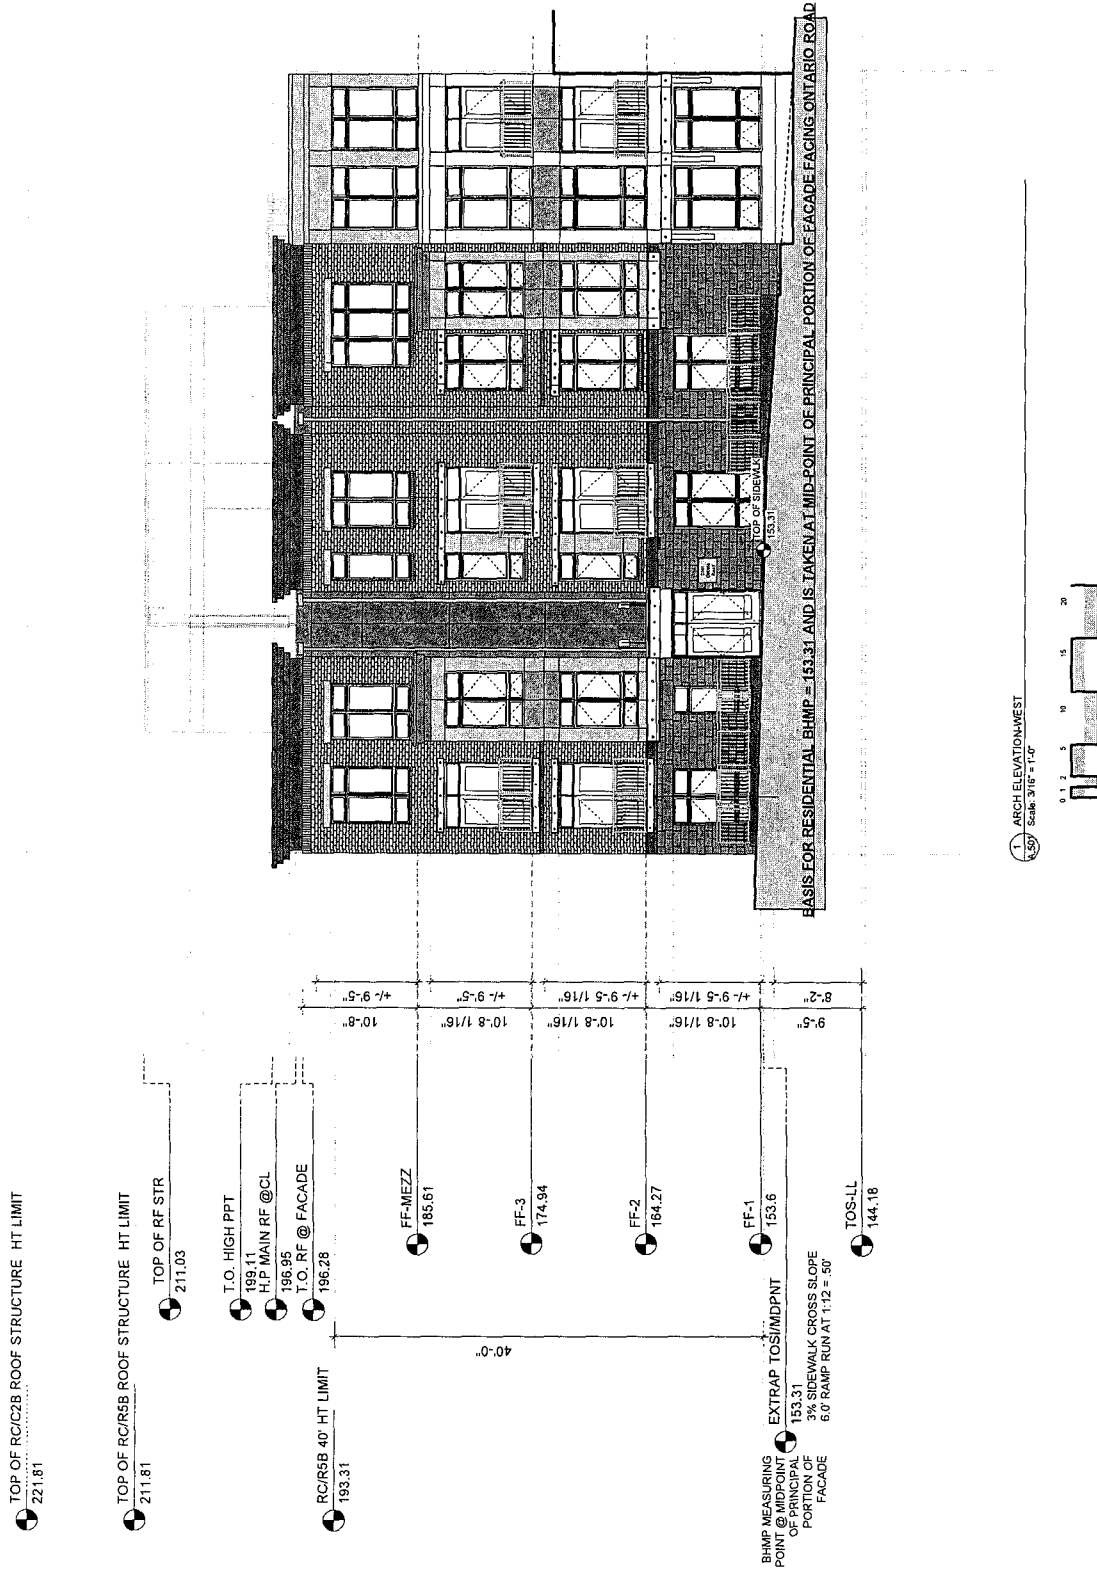 TOP OF RC/C2B ROOF STRUCTURE HT LIMIT
221.81
TOP OF RC/R5B ROOF STRUCTURE HT LIMIT
211.81
TOP OF RF STR
211.03
T.O. HIGH PPT
199.11
H.P MAIN RF @CL
196.95
T.O. RF @ FACADE
196.28
RC/R5B 40' HT LIMIT
193.31
40'-0"
FF-MEZZ
185.61
FF-3
174.94
FF-2
164.27
FF-1
153.6
EXTRAP TOSI/MDPNT
153.31
3% SIDEWALK CROSS SLOPE
6.0' RAMP RUN AT 1:12 = .50'
BHMP MEASURING
POINT @ MIDPOINT
OF PRINCIPAL
PORTION OF
FACADE
TOS-LL
144.18
+/- 9'-5"
+/- 9'-5"
+/- 9'-5 1/16"
+/- 9'-5 1/16"
8'-2"
10'-8"
10'-8 1/16"
10'-8 1/16"
10'-8 1/16"
9'-5"
TOP OF SIDEWLK
153.31
BASIS FOR RESIDENTIAL BHMP = 153.31 AND IS TAKEN AT MID-POINT OF PRINCIPAL PORTION OF FACADE FACING ONTARIO ROAD
1
A.501
ARCH ELEVATION-WEST
Scale: 3/16" = 1'-0"
0 1 2 5 10 15 20